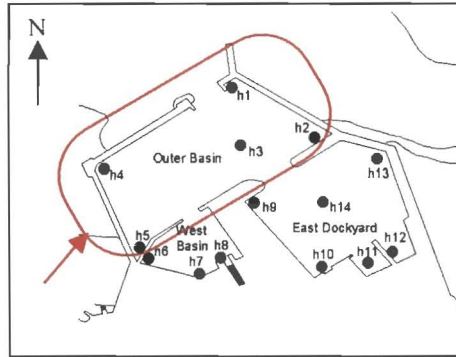 N
h1
h2
h3
Outer Basin
h13
h4
h9
h14
West
Basin
East Dockyard
h5
h6
h8
h12
h7
h10
h11